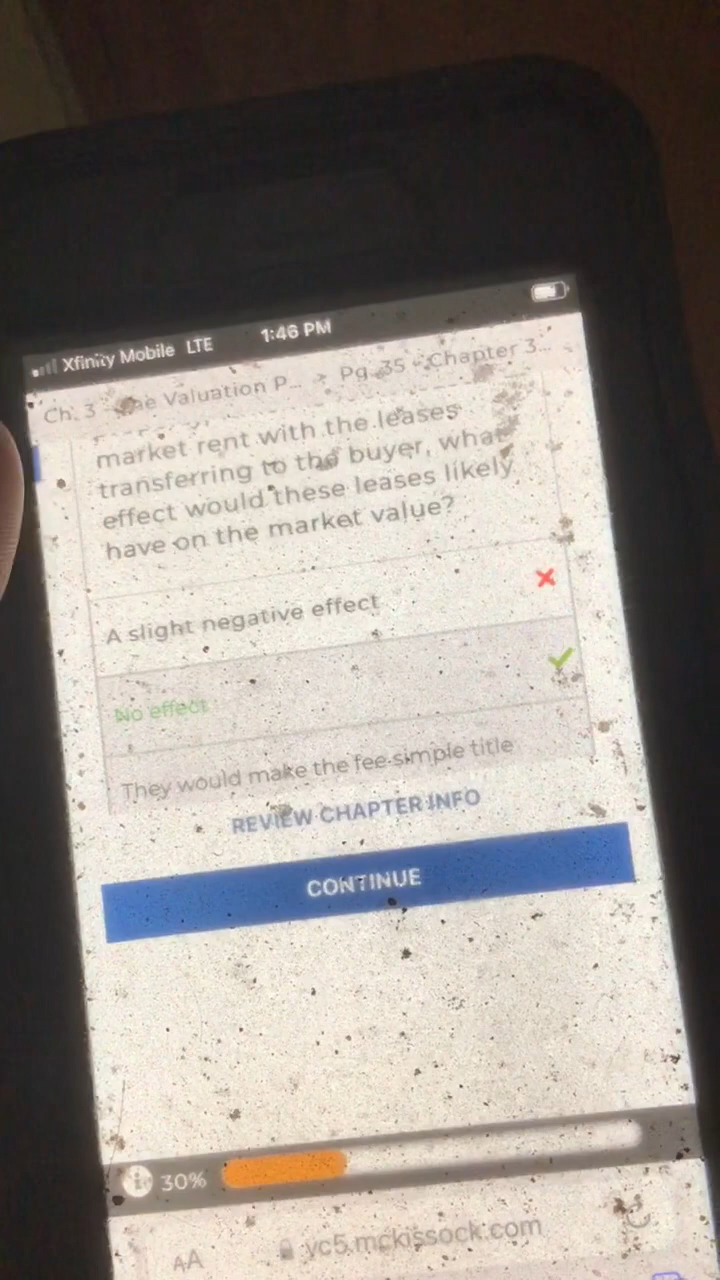 Xfinity Mobile LTE 1:46 PM
Ch. 3 - The Valuation P... > Pg. 35 - Chapter 3...
market rent with the leases
transferring to the buyer, what
effect would these leases likely
have on the market value?
A slight negative effect
No effect
They would make the fee simple title
REVIEW CHAPTER INFO
CONTINUE
30%
AA vc5.mckissock.com